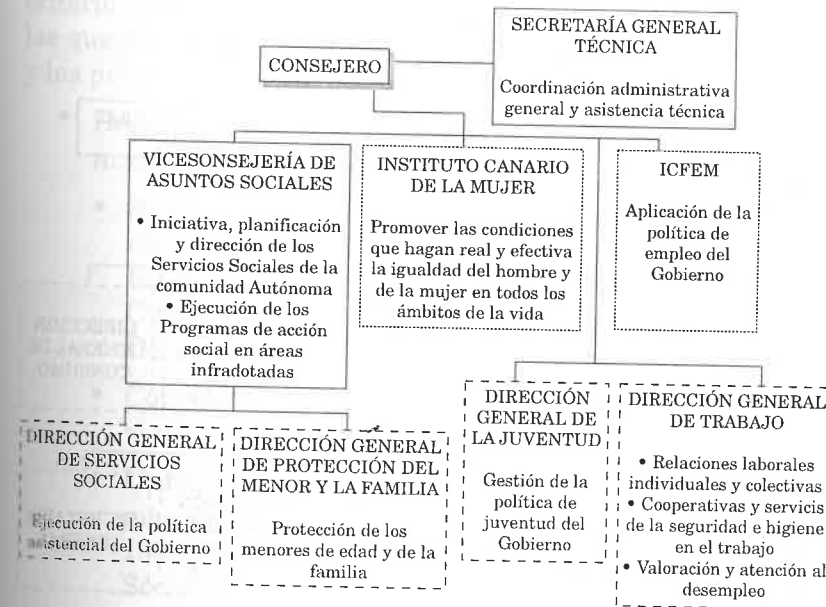 SECRETARÍA GENERAL
TÉCNICA
Coordinación administrativa
general y asistencia técnica
CONSEJERO
VICESONSEJERÍA DE
ASUNTOS SOCIALES
• Iniciativa, planificación
y dirección de los
Servicios Sociales de la
comunidad Autónoma
• Ejecución de los
Programas de acción
social en áreas
infradotadas
INSTITUTO CANARIO
DE LA MUJER
Promover las condiciones
que hagan real y efectiva
la igualdad del hombre y
de la mujer en todos los
ámbitos de la vida
ICFEM
Aplicación de la
política de
empleo del
Gobierno
DIRECCIÓN GENERAL
DE SERVICIOS
SOCIALES
Ejecución de la política
asistencial del Gobierno
DIRECCIÓN GENERAL
DE PROTECCIÓN DEL
MENOR Y LA FAMILIA
Protección de los
menores de edad y de la
familia
DIRECCIÓN
GENERAL DE
LA JUVENTUD
Gestión de la
política de
juventud del
Gobierno
DIRECCIÓN GENERAL
DE TRABAJO
• Relaciones laborales
individuales y colectivas
• Cooperativas y servicis
de la seguridad e higiene
en el trabajo
• Valoración y atención al
desempleo